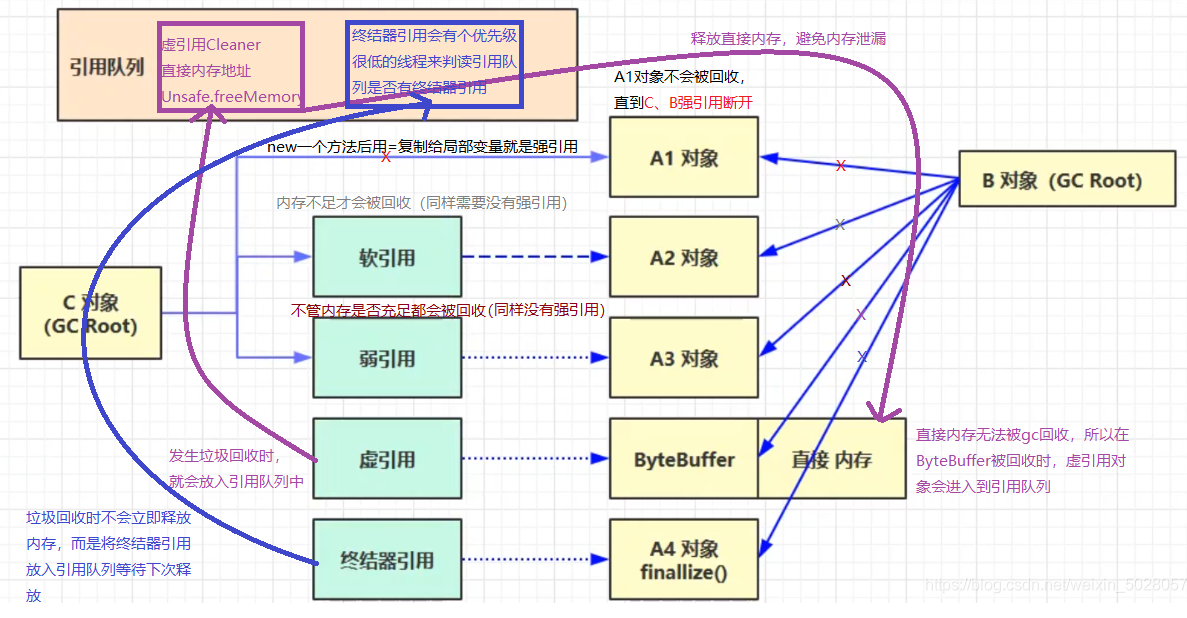 引用队列
虚引用Cleaner
直接内存地址
Unsafe.freeMemory
终结器引用会有个优先级
很低的线程来判读引用队
列是否有终结器引用
释放直接内存，避免内存泄漏
A1对象不会被回收，
直到C、B强引用断开
new一个方法后用=复制给局部变量就是强引用
X
A1 对象
X
B 对象（GC Root）
内存不足才会被回收（同样需要没有强引用）
软引用
A2 对象
X
C 对象
(GC Root)
不管内存是否充足都会被回收(同样没有强引用)
X
弱引用
A3 对象
X
X
发生垃圾回收时，
就会放入引用队列中
虚引用
ByteBuffer
直接 内存
直接内存无法被gc回收，所以在
ByteBuffer被回收时，虚引用对
象会进入到引用队列
垃圾回收时不会立即释放
内存，而是将终结器引用
放入引用队列等待下次释
放
终结器引用
A4 对象
finallize()
https://blog.csdn.net/weixin_5028057